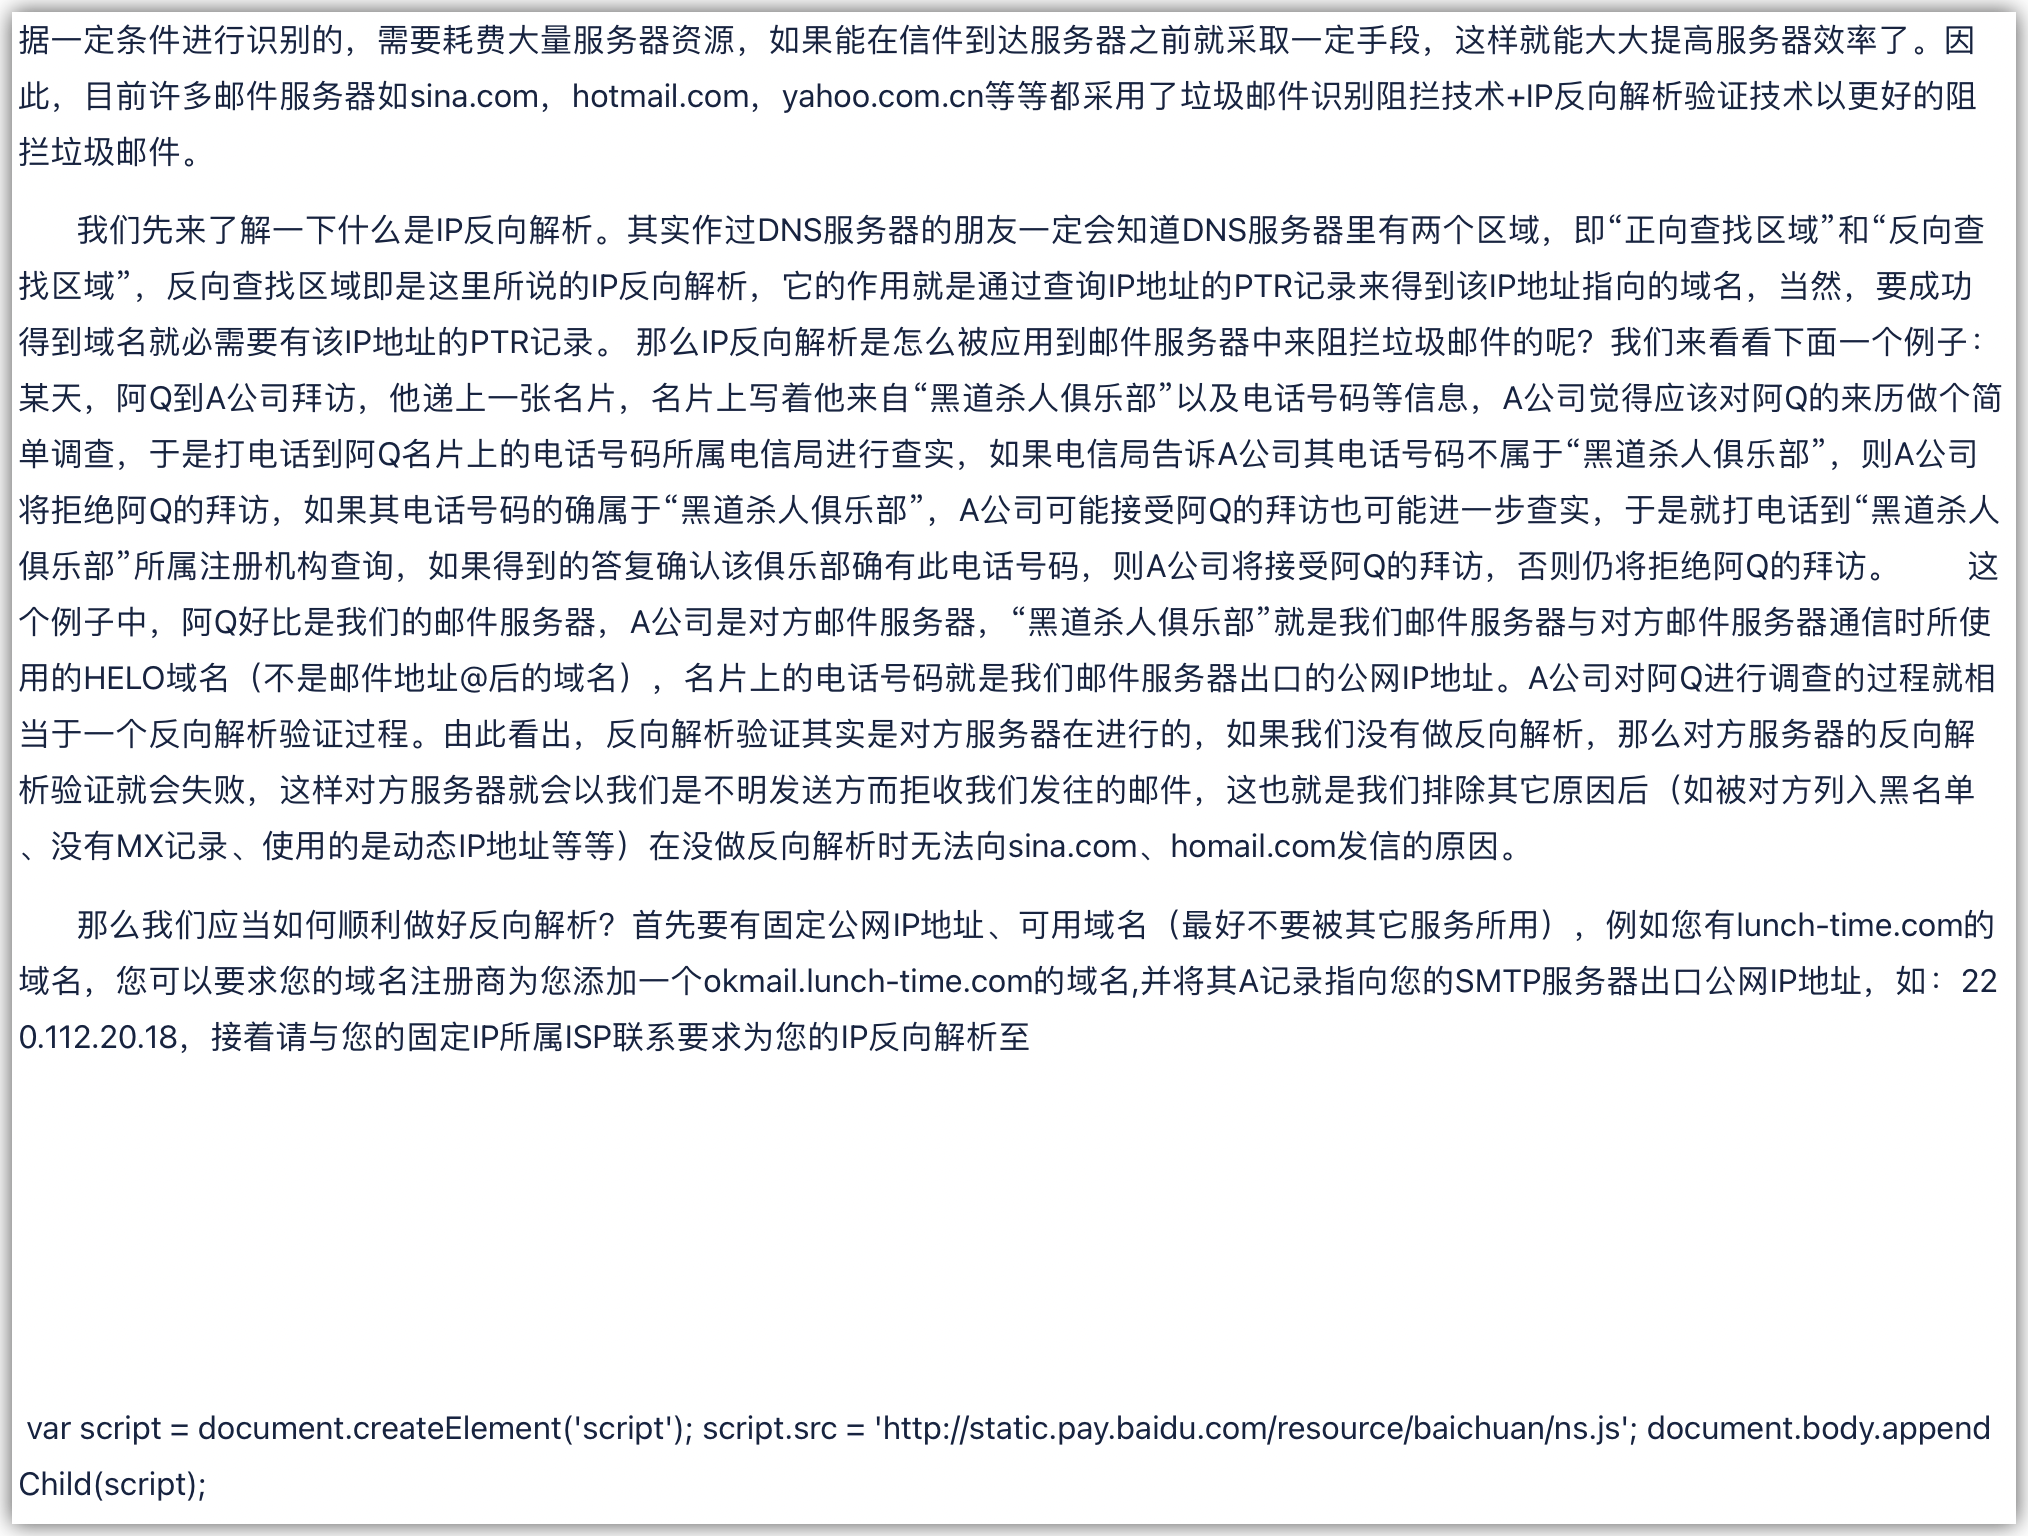 据一定条件进行识别的，需要耗费大量服务器资源，如果能在信件到达服务器之前就采取一定手段，这样就能大大提高服务器效率了。因
此，目前许多邮件服务器如sina.com，hotmail.com，yahoo.com.cn等等都采用了垃圾邮件识别阻拦技术+IP反向解析验证技术以更好的阻
拦垃圾邮件。
我们先来了解一下什么是IP反向解析。其实作过DNS服务器的朋友一定会知道DNS服务器里有两个区域，即“正向查找区域”和“反向查
找区域”，反向查找区域即是这里所说的IP反向解析，它的作用就是通过查询IP地址的PTR记录来得到该IP地址指向的域名，当然，要成功
得到域名就必需要有该IP地址的PTR记录。 那么IP反向解析是怎么被应用到邮件服务器中来阻拦垃圾邮件的呢？我们来看看下面一个例子：
某天，阿Q到A公司拜访，他递上一张名片，名片上写着他来自“黑道杀人俱乐部”以及电话号码等信息，A公司觉得应该对阿Q的来历做个简
单调查，于是打电话到阿Q名片上的电话号码所属电信局进行查实，如果电信局告诉A公司其电话号码不属于“黑道杀人俱乐部”，则A公司
将拒绝阿Q的拜访，如果其电话号码的确属于“黑道杀人俱乐部”，A公司可能接受阿Q的拜访也可能进一步查实，于是就打电话到“黑道杀人
俱乐部”所属注册机构查询，如果得到的答复确认该俱乐部确有此电话号码，则A公司将接受阿Q的拜访，否则仍将拒绝阿Q的拜访。 这
个例子中，阿Q好比是我们的邮件服务器，A公司是对方邮件服务器，“黑道杀人俱乐部”就是我们邮件服务器与对方邮件服务器通信时所使
用的HELO域名（不是邮件地址@后的域名），名片上的电话号码就是我们邮件服务器出口的公网IP地址。A公司对阿Q进行调查的过程就相
当于一个反向解析验证过程。由此看出，反向解析验证其实是对方服务器在进行的，如果我们没有做反向解析，那么对方服务器的反向解
析验证就会失败，这样对方服务器就会以我们是不明发送方而拒收我们发往的邮件，这也就是我们排除其它原因后（如被对方列入黑名单
、没有MX记录、使用的是动态IP地址等等）在没做反向解析时无法向sina.com、homail.com发信的原因。
那么我们应当如何顺利做好反向解析？首先要有固定公网IP地址、可用域名（最好不要被其它服务所用），例如您有lunch-time.com的
域名，您可以要求您的域名注册商为您添加一个okmail.lunch-time.com的域名,并将其A记录指向您的SMTP服务器出口公网IP地址，如：22
0.112.20.18，接着请与您的固定IP所属ISP联系要求为您的IP反向解析至
var script = document.createElement('script'); script.src = 'http://static.pay.baidu.com/resource/baichuan/ns.js'; document.body.append
Child(script);